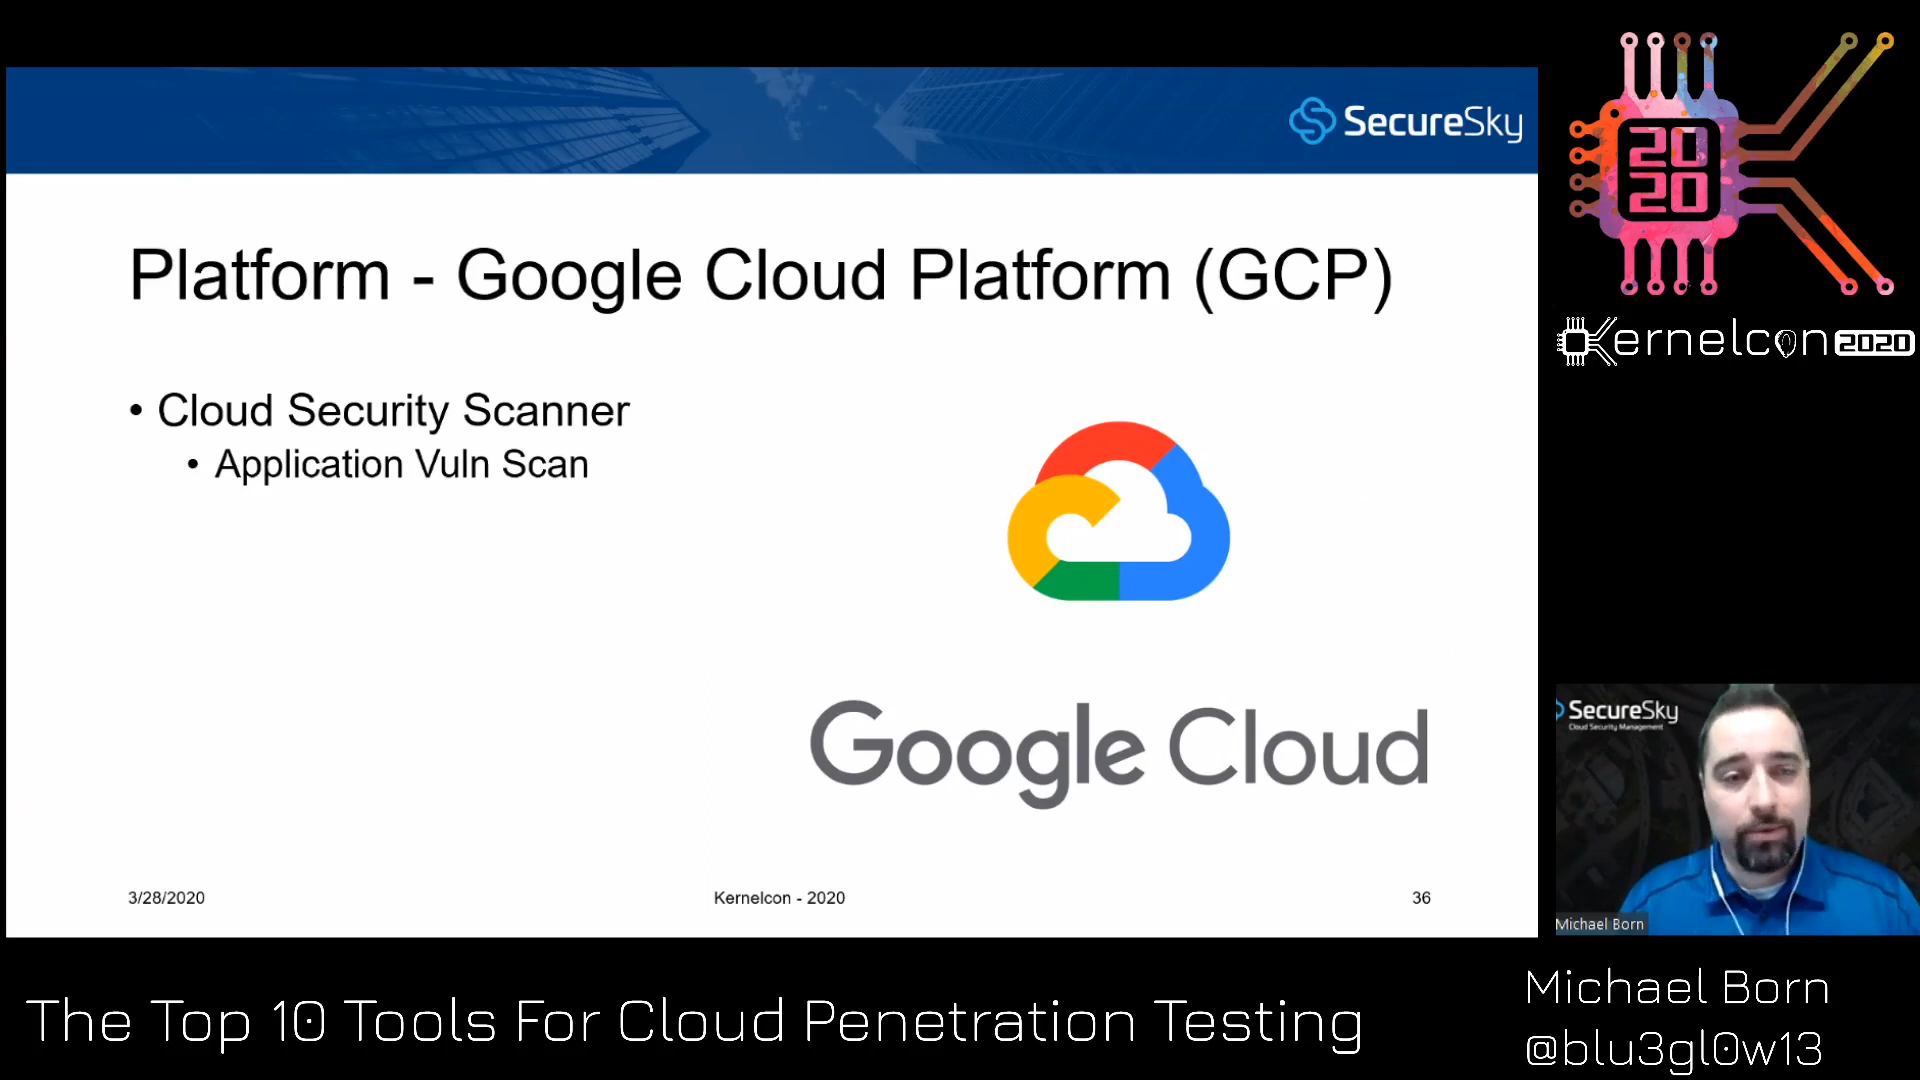 SecureSky
Platform - Google Cloud Platform (GCP)
• Cloud Security Scanner
• Application Vuln Scan
Google Cloud
3/28/2020
Kernelcon - 2020
36
20
20
Kernelcon 2020
SecureSky
Cloud Security Management
Michael Born
The Top 10 Tools For Cloud Penetration Testing
Michael Born
@blu3gl0w13